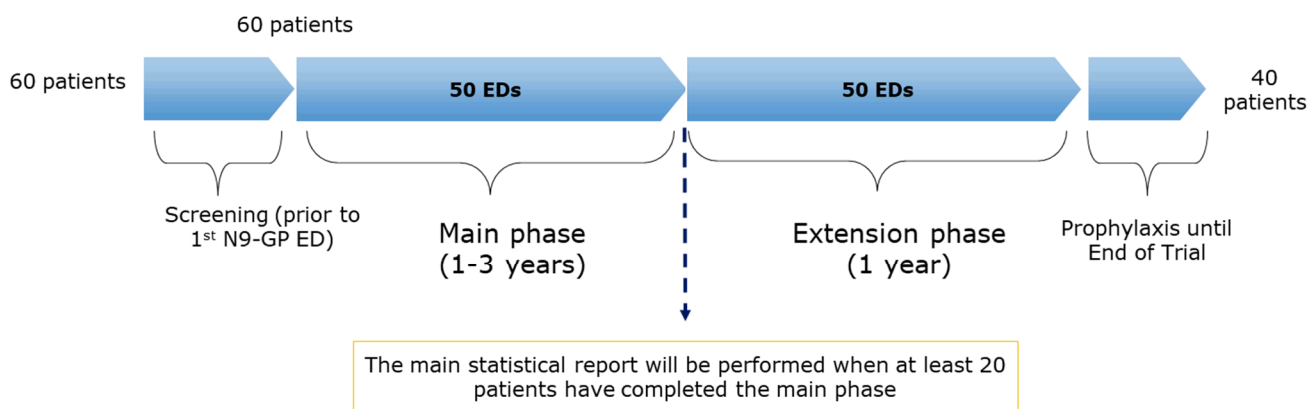 60 patients
60 patients
50 EDs
50 EDs
40
patients
Screening (prior to
1st N9-GP ED)
Main phase
(1-3 years)
Extension phase
(1 year)
Prophylaxis until
End of Trial
The main statistical report will be performed when at least 20
patients have completed the main phase